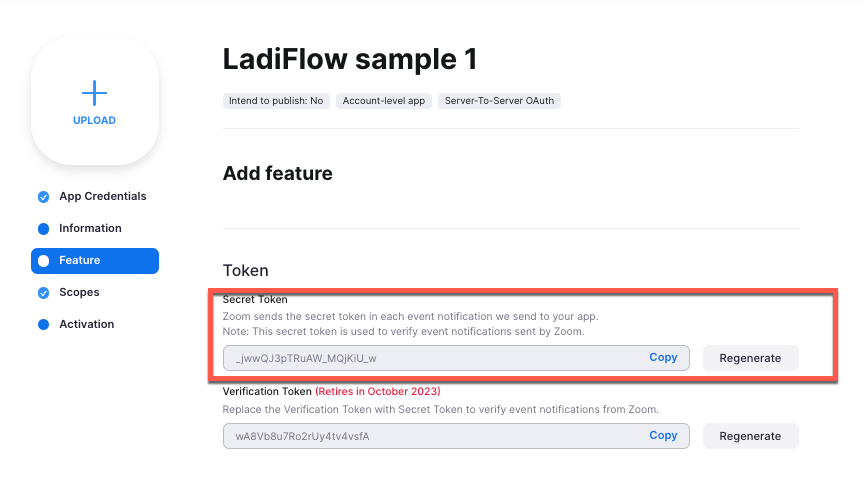 LadiFlow sample 1
Intend to publish: No
Account-level app
Server-To-Server OAuth
UPLOAD
App Credentials
Information
Feature
Scopes
Activation
Add feature
Token
Secret Token
Zoom sends the secret token in each event notification we send to your app.
Note: This secret token is used to verify event notifications sent by Zoom.
_jwwQJ3pTRuAW_MQjKiU_w
Copy
Regenerate
Verification Token (Retires in October 2023)
Replace the Verification Token with Secret Token to verify event notifications from Zoom.
wA8Vb8u7Ro2rUy4tv4vsfA
Copy
Regenerate